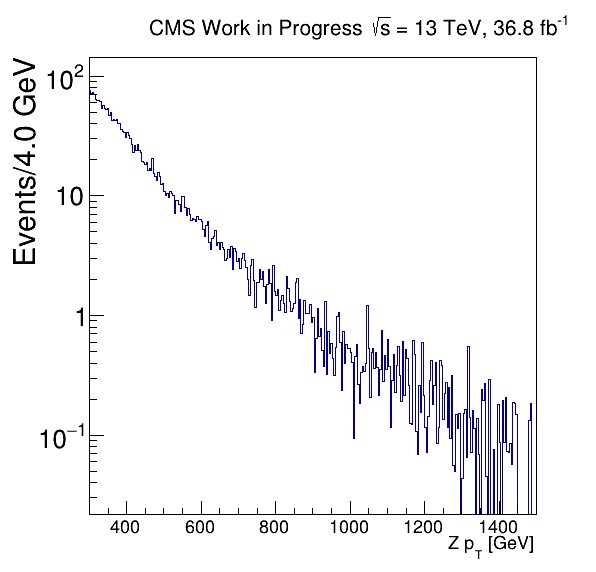 CMS Work in Progress √s = 13 TeV, 36.8 fb⁻¹
Events/4.0 GeV
10²
10
1
10⁻¹
400 600 800 1000 1200 1400
Z p_T [GeV]